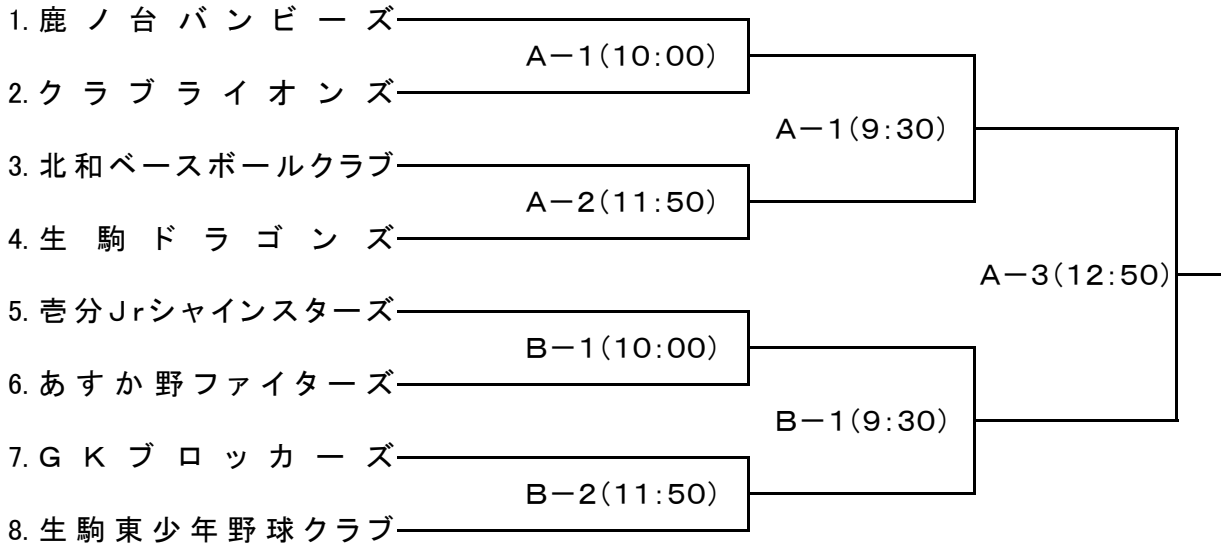 1. 鹿ノ台バンビーズ
A－1(10:00)
2. クラブライオンズ
A－1(9:30)
3. 北和ベースボールクラブ
A－2(11:50)
4. 生駒ドラゴンズ
A－3(12:50)
5. 壱分Jrシャインスターズ
B－1(10:00)
6. あすか野ファイターズ
B－1(9:30)
7. GKブロッカーズ
B－2(11:50)
8. 生駒東少年野球クラブ